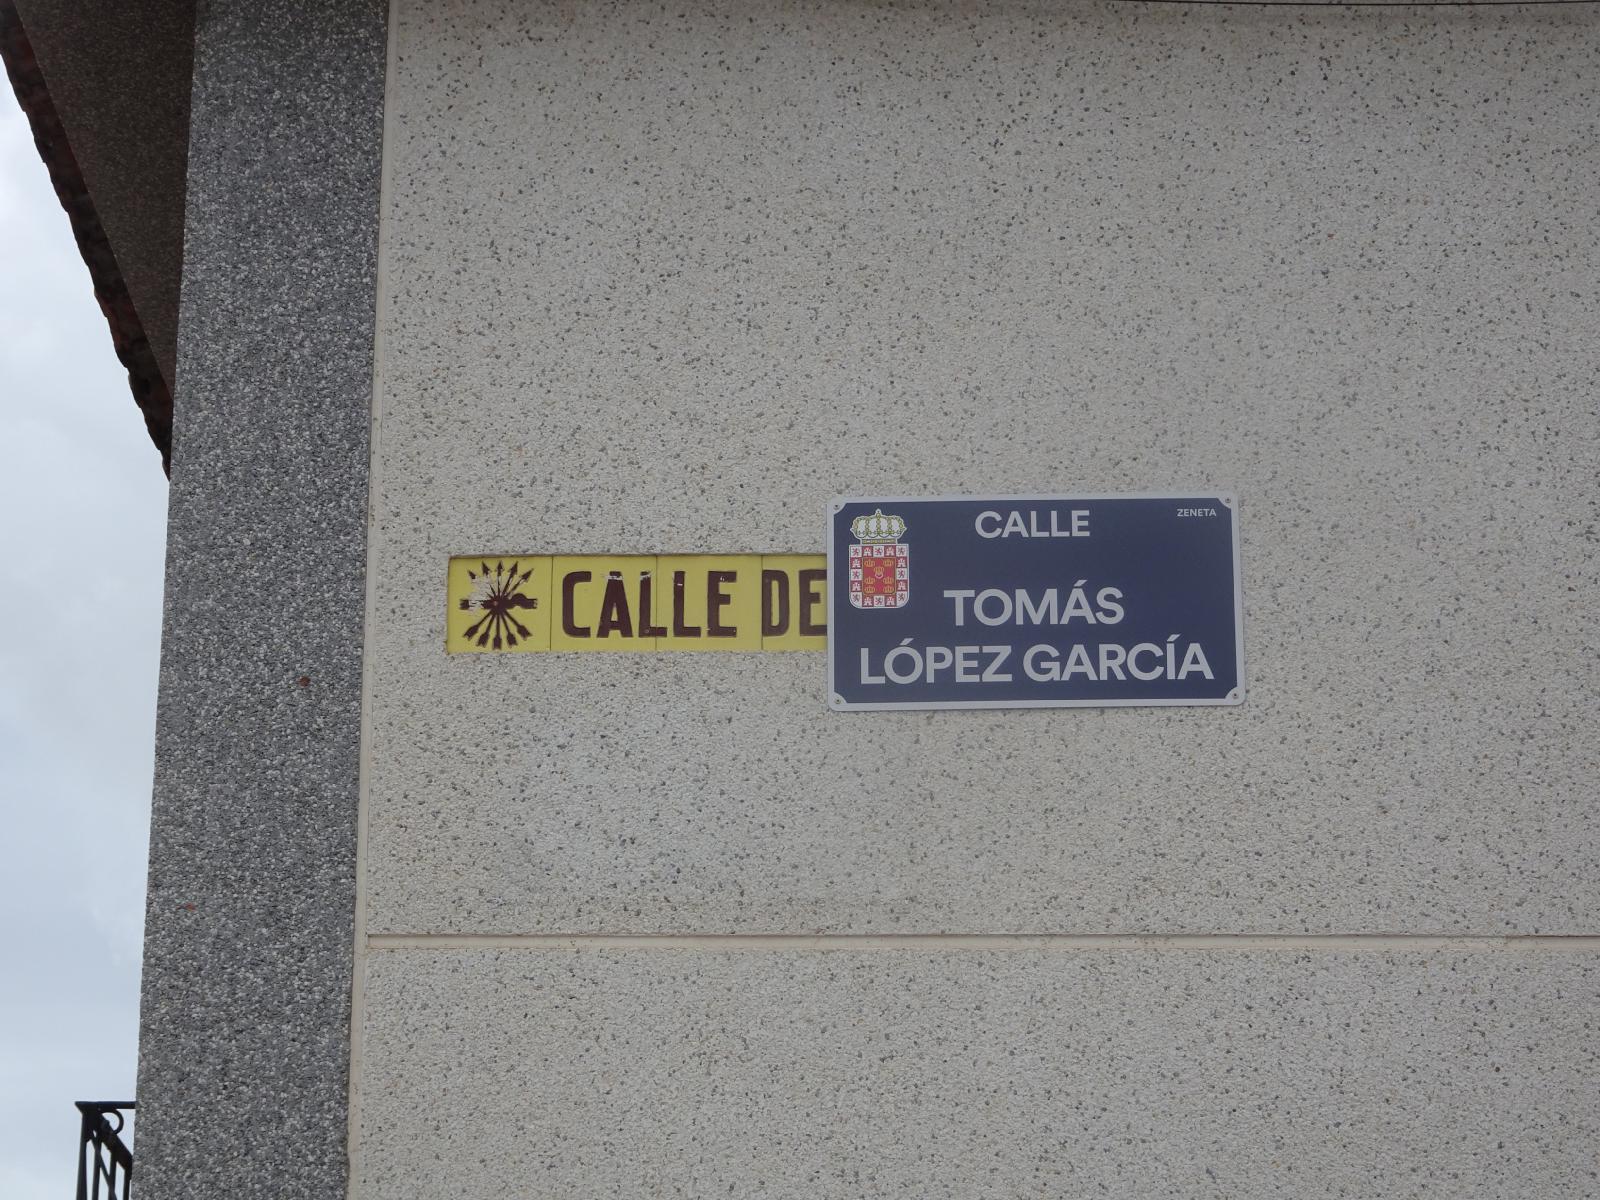 CALLE DE
CALLE
ZENETA
TOMÁS
LÓPEZ GARCÍA